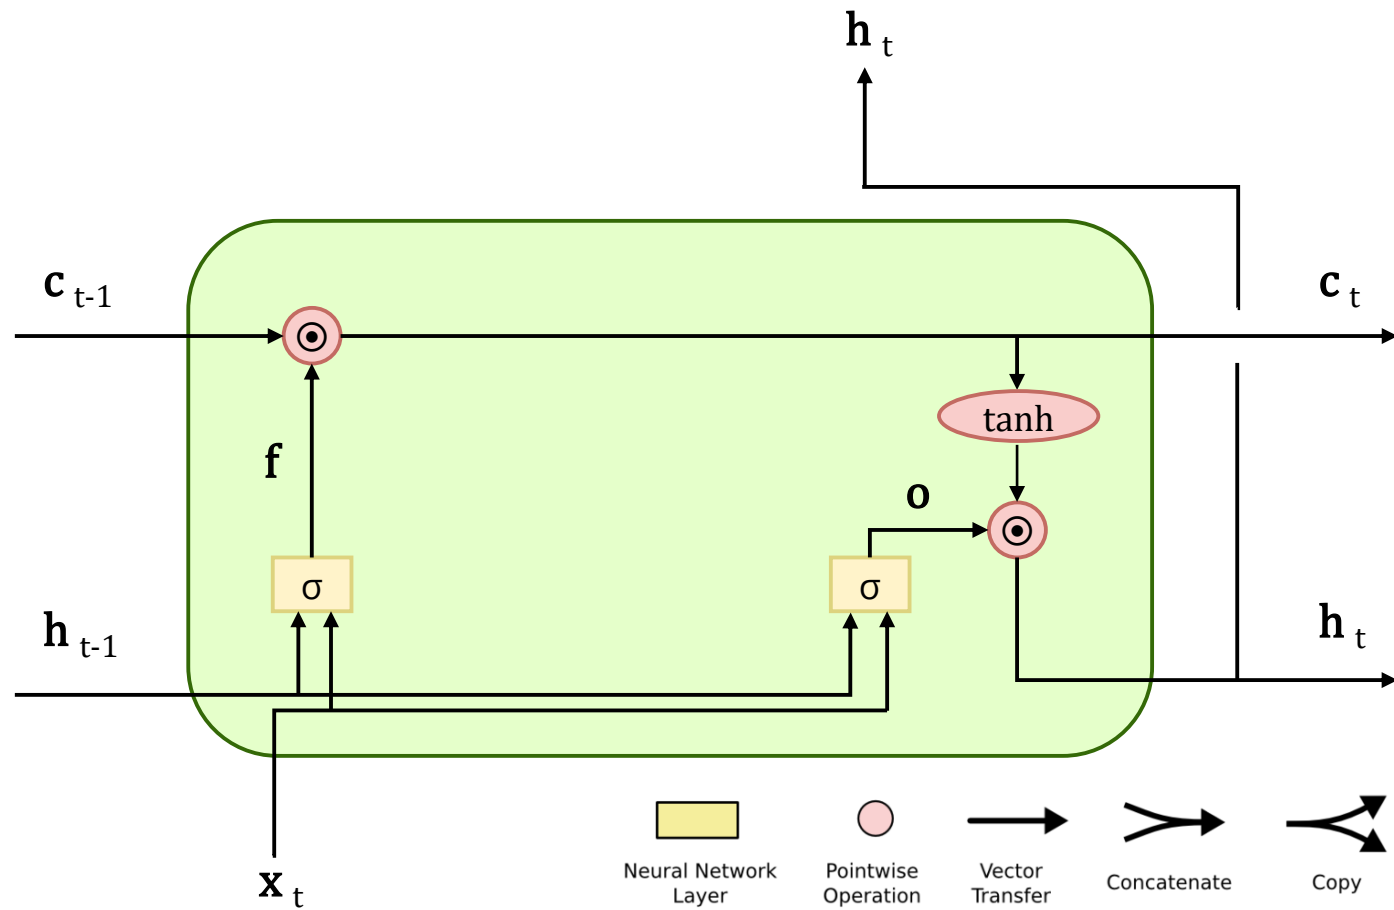 h t
c t-1
c t
tanh
f
o
σ
σ
h t-1
h t
x t
Neural Network
Layer
Pointwise
Operation
Vector
Transfer
Concatenate
Copy